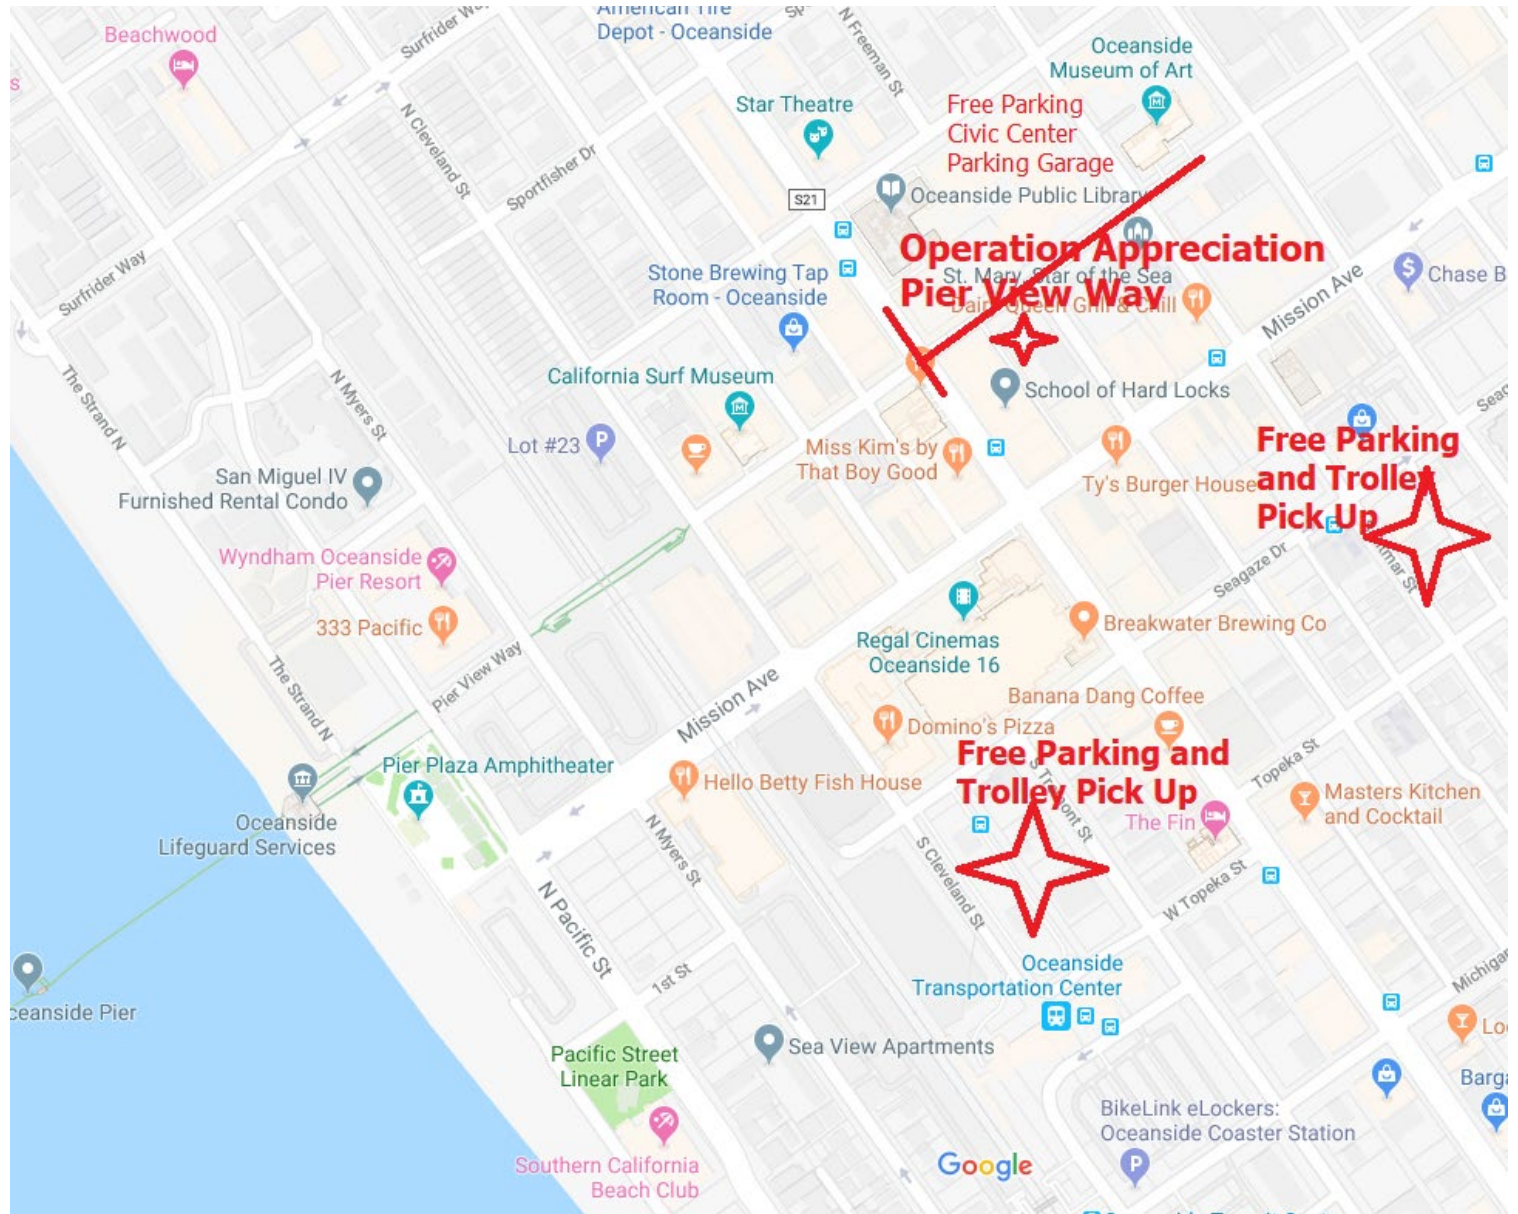 American Tire
Depot - Oceanside
Beachwood
Surfrider Way
N Freeman St
Oceanside
Museum of Art
Star Theatre
Free Parking
Civic Center
Parking Garage
N Cleveland St
Sportfisher Dr
S21
Oceanside Public Library
Operation Appreciation
Pier View Way
St. Mary, Star of the Sea
Dairy Queen Grill & Chill
Surfrider Way
Stone Brewing Tap
Room - Oceanside
Mission Ave
Chase B
The Strand N
N Myers St
California Surf Museum
School of Hard Locks
Lot #23
Miss Kim's by
That Boy Good
Ty's Burger House
Free Parking
and Trolley
Pick Up
San Miguel IV
Furnished Rental Condo
Wyndham Oceanside
Pier Resort
333 Pacific
Seagaze Dr
Regal Cinemas
Oceanside 16
Breakwater Brewing Co
The Strand N
Pier View Way
Mission Ave
Banana Dang Coffee
Domino's Pizza
Free Parking and
Trolley Pick Up
S Tremont St
Topeka St
Pier Plaza Amphitheater
Hello Betty Fish House
Masters Kitchen
and Cocktail
The Fin
Oceanside
Lifeguard Services
N Myers St
S Cleveland St
W Topeka St
N Pacific St
1st St
Oceanside
Transportation Center
Michigan
ceanside Pier
Pacific Street
Linear Park
Sea View Apartments
Lo
Barga
BikeLink eLockers:
Oceanside Coaster Station
Southern California
Beach Club
Google